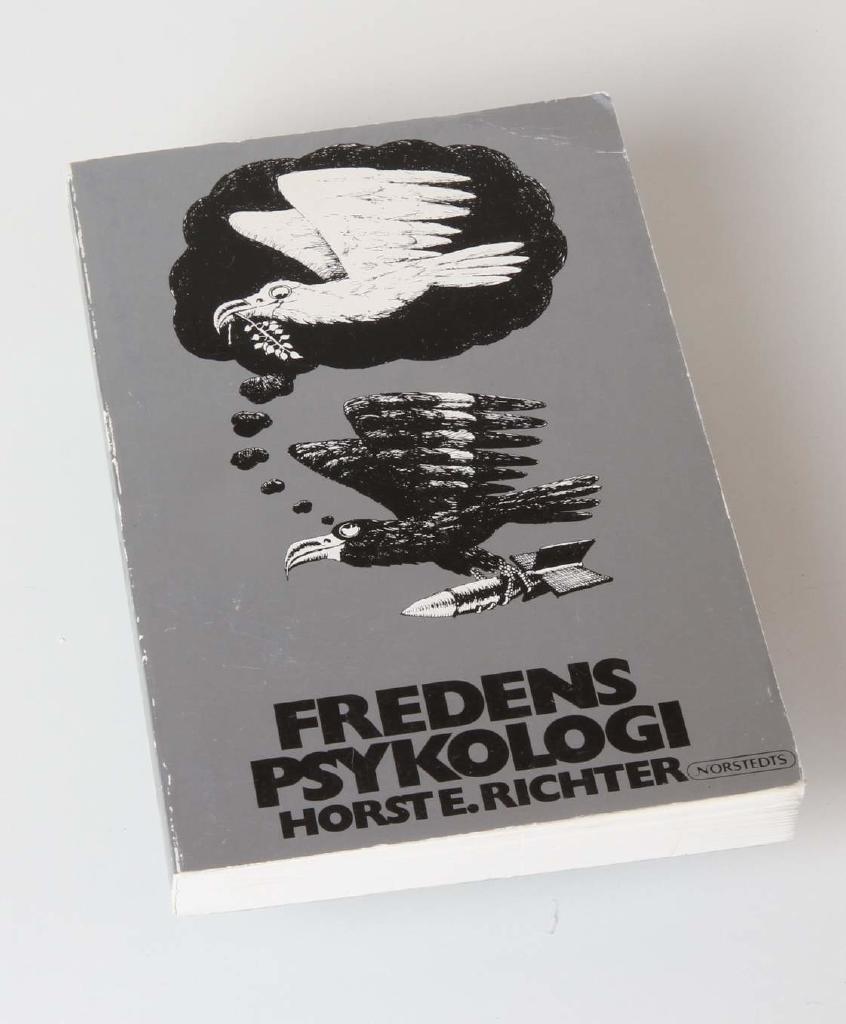 FREDENS
PSYKOLOGI
HORST E. RICHTER
NORSTEDTS